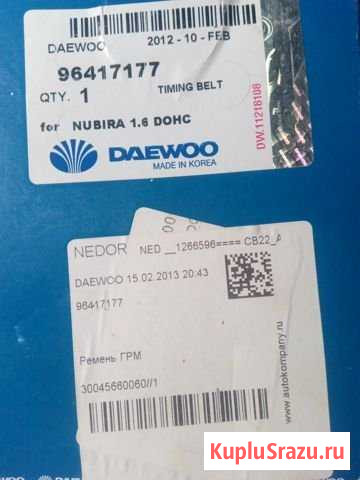 DAEWOO 2012-10-FEB
96417177
QTY. 1 TIMING BELT
for NUBIRA 1.6 DOHC
DAEWOO
MADE IN KOREA
DW.11218108
NEDOR NED __1266596==== CB22_A
DAEWOO 15.02.2013 20:43
96417177
Ремень ГРМ
30045660060//1
www.autokompany.ru
KupluSrazu.ru